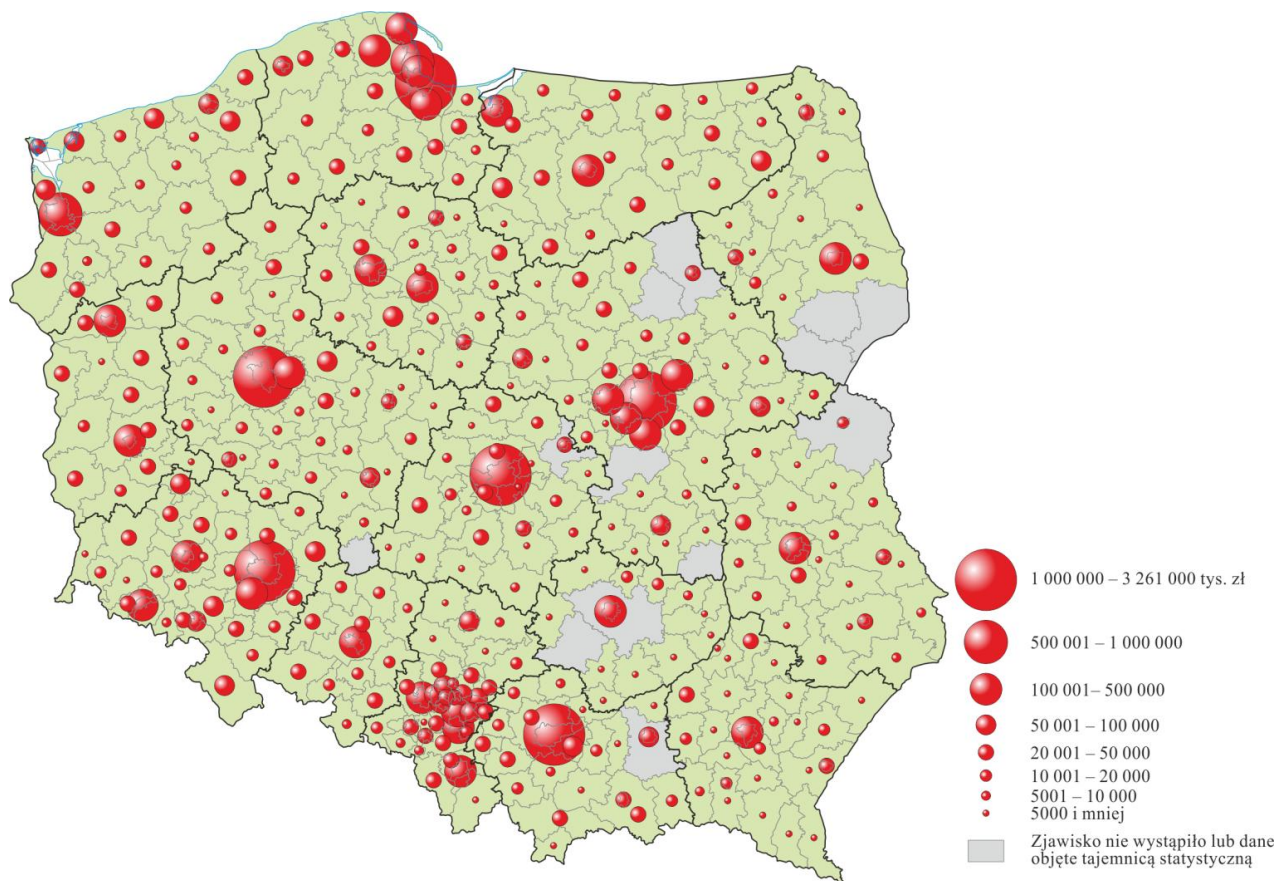 1 000 000 – 3 261 000 tys. zł
500 001 – 1 000 000
100 001– 500 000
50 001 – 100 000
20 001 – 50 000
10 001 – 20 000
5001 – 10 000
5000 i mniej
Zjawisko nie wystąpiło lub dane
objęte tajemnicą statystyczną